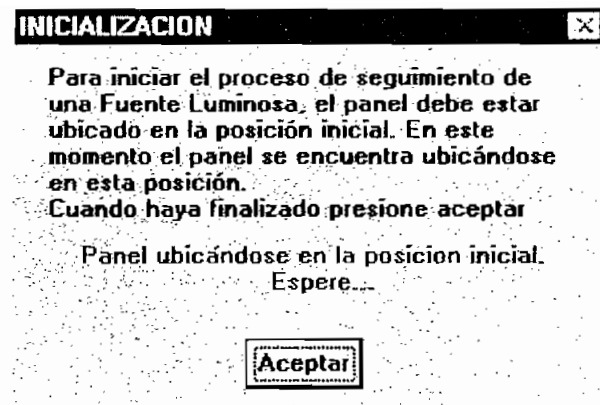 INICIALIZACION
Para iniciar el proceso de seguimiento de
una Fuente Luminosa, el panel debe estar
ubicado en la posición inicial. En este
momento el panel se encuentra ubicándose
en esta posición.
Cuando haya finalizado presione aceptar
Panel ubicándose en la posicion inicial.
Espere...
Aceptar